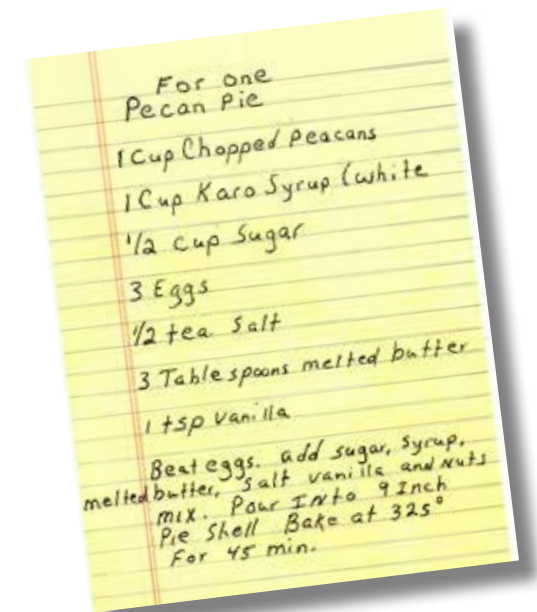 For one
Pecan Pie
1 Cup Chopped Peacans
1 Cup Karo Syrup (white
1/2 Cup Sugar
3 Eggs
1/2 tea Salt
3 Tablespoons melted butter
1 tsp vanilla
Beat eggs. add sugar, syrup,
melted butter, salt vanilla and nuts
mix. Pour INto 9 Inch
Pie Shell Bake at 325°
For 45 min.